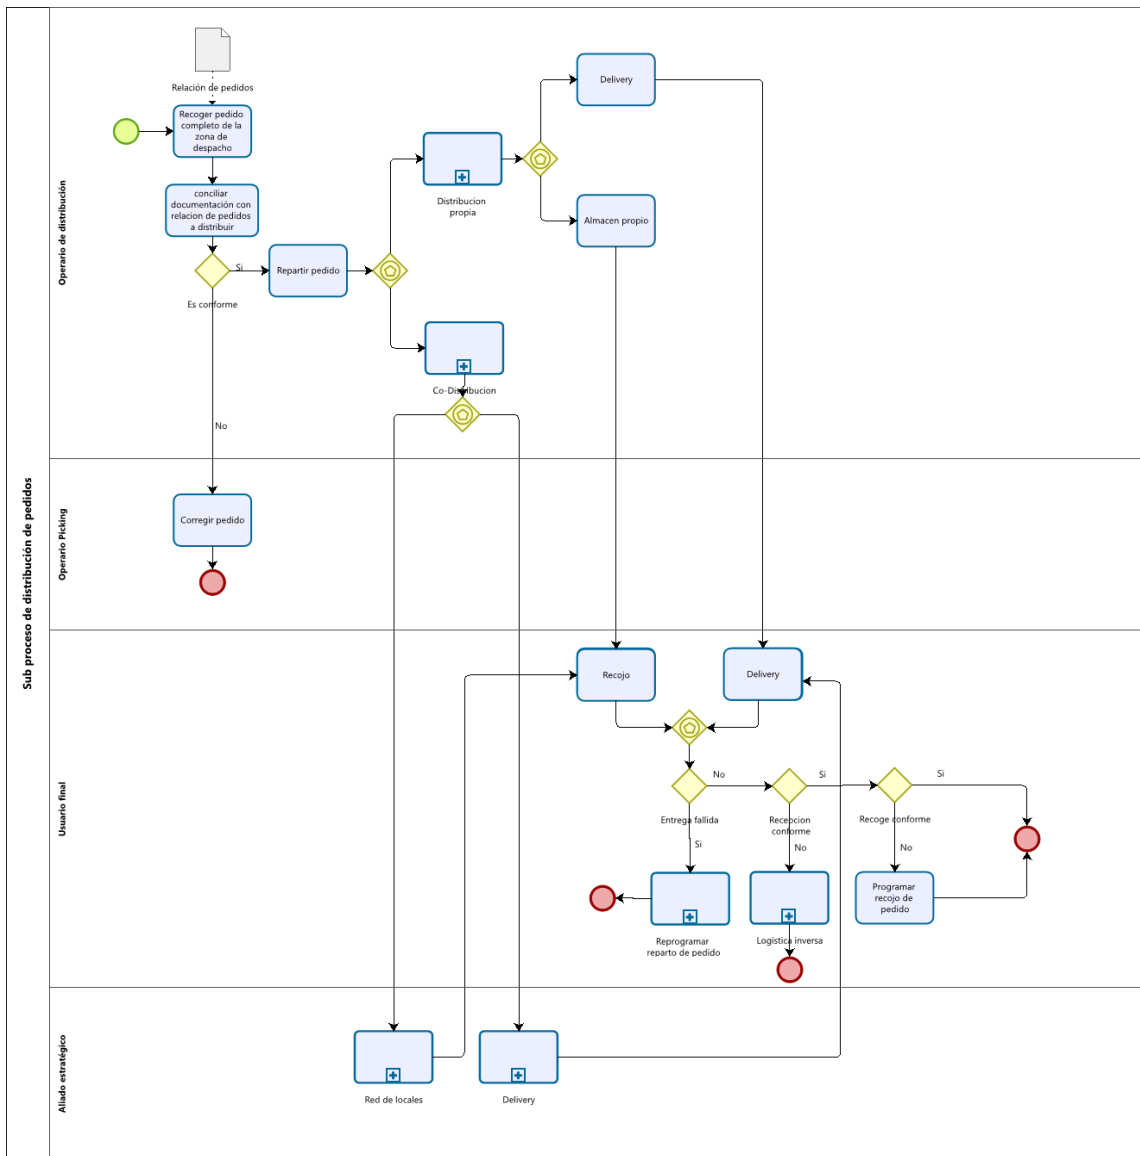 Sub proceso de distribución de pedidos
Operario de distribución
Relación de pedidos
Recoger pedido
completo de la
zona de
despacho
conciliar
documentación con
relacion de pedidos
a distribuir
Es conforme
Si
No
Repartir pedido
Distribucion
propia
Co-Distribucion
Delivery
Almacen propio
Operario Picking
Corregir pedido
Usuario final
Recojo
Delivery
Entrega fallida
No
Si
Recepcion
conforme
Si
No
Recoge conforme
Si
No
Reprogramar
reparto de pedido
Logistica inversa
Programar
recojo de
pedido
Aliado estratégico
Red de locales
Delivery